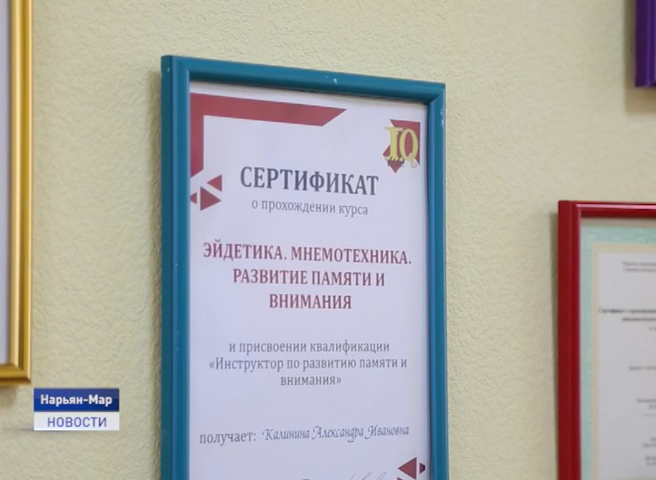 I.Q
СЕРТИФИКАТ
о прохождении курса
ЭЙДЕТИКА. МНЕМОТЕХНИКА.
РАЗВИТИЕ ПАМЯТИ И
ВНИМАНИЯ
и присвоении квалификации
«Инструктор по развитию памяти и
внимания»
получает: Калинина Александра Ивановна
Нарьян-Мар
НОВОСТИ